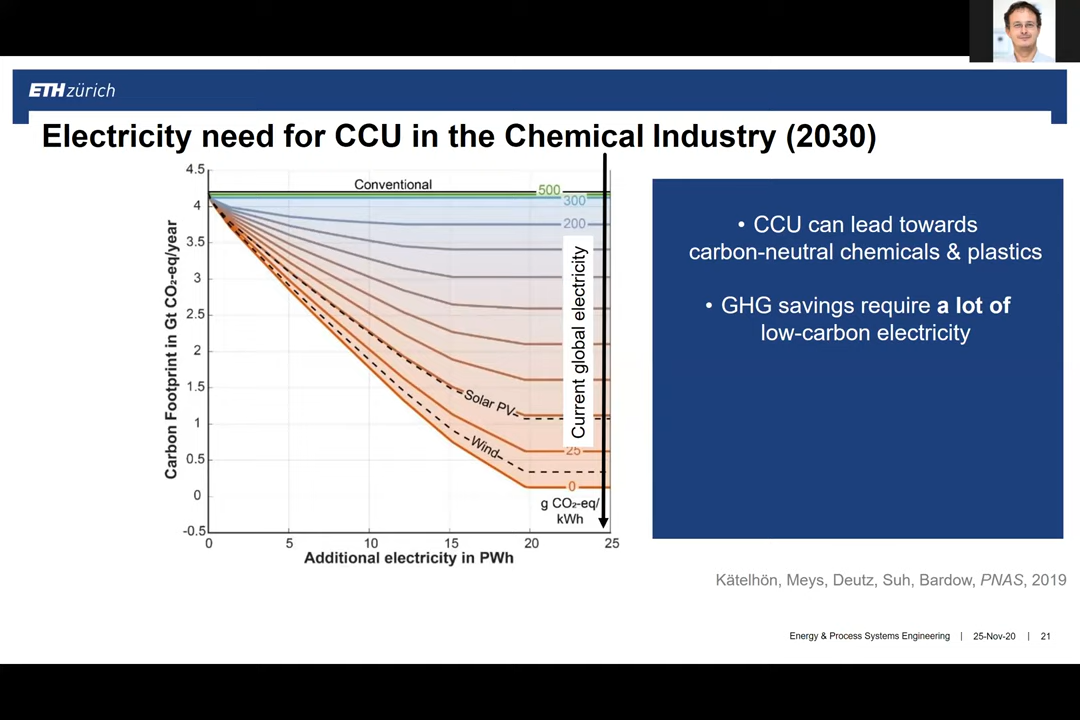 ETH zürich
Electricity need for CCU in the Chemical Industry (2030)
4.5
4
3.5
3
2.5
2
1.5
1
0.5
0
-0.5
Carbon Footprint in Gt CO₂-eq/year
Conventional
500
300
200
Current global electricity
Solar PV
Wind
25
0
g CO₂-eq/
kWh
0 5 10 15 20 25
Additional electricity in PWh
• CCU can lead towards
carbon-neutral chemicals & plastics
• GHG savings require a lot of
low-carbon electricity
Kätelhön, Meys, Deutz, Suh, Bardow, PNAS, 2019
Energy & Process Systems Engineering | 25-Nov-20 | 21